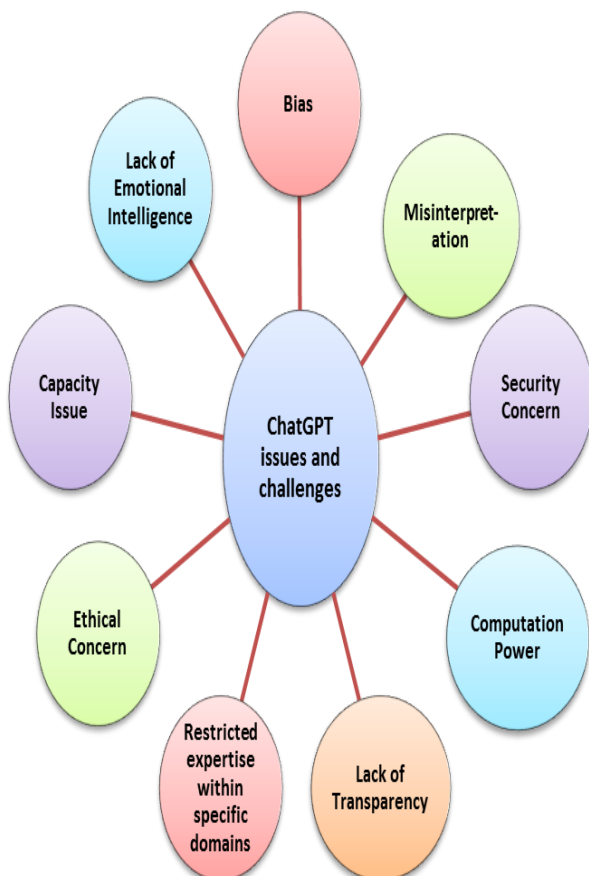 Bias
Misinterpret-
ation
Security
Concern
Computation
Power
Lack of
Transparency
Restricted
expertise
within
specific
domains
Ethical
Concern
Capacity
Issue
Lack of
Emotional
Intelligence
ChatGPT
issues and
challenges